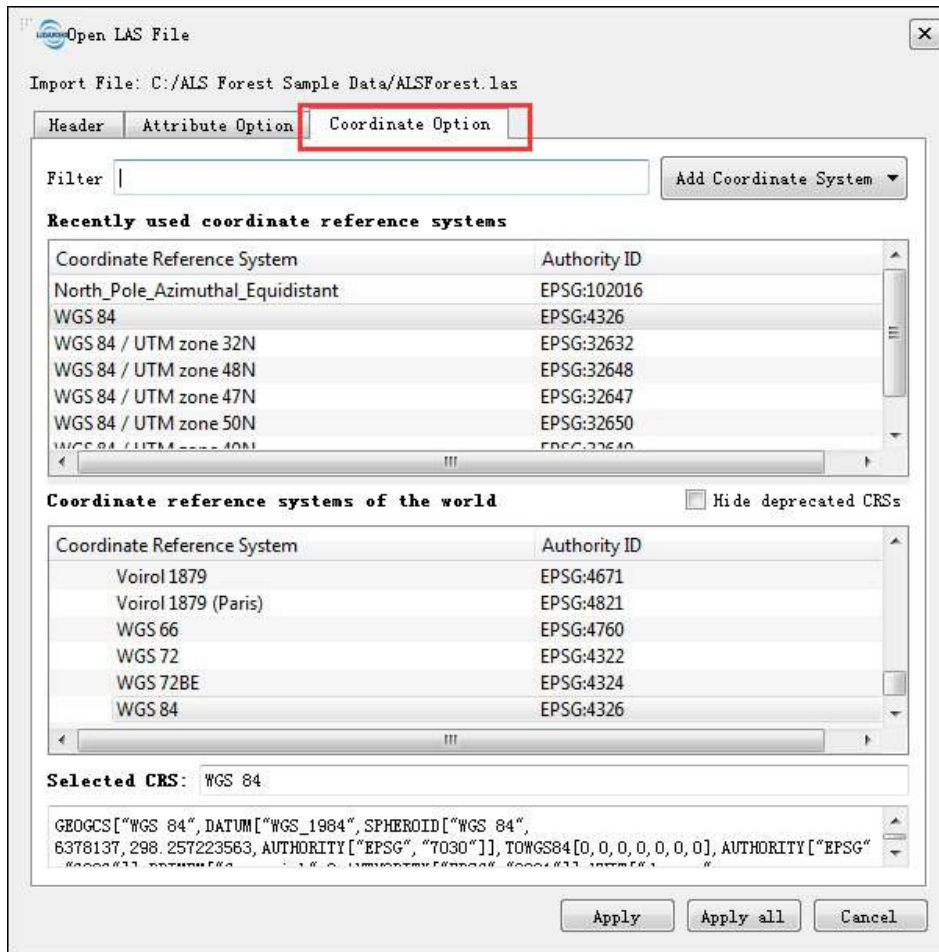 Open LAS File
Import File: C:/ALS Forest Sample Data/ALSForest.las
Header Attribute Option Coordinate Option
Filter Add Coordinate System
Recently used coordinate reference systems
Coordinate Reference System Authority ID
North_Pole_Azimuthal_Equidistant EPSG:102016
WGS 84 EPSG:4326
WGS 84 / UTM zone 32N EPSG:32632
WGS 84 / UTM zone 48N EPSG:32648
WGS 84 / UTM zone 47N EPSG:32647
WGS 84 / UTM zone 50N EPSG:32650
WGS 84 / UTM zone 49N EPSG:32649
Coordinate reference systems of the world Hide deprecated CRSs
Coordinate Reference System Authority ID
Voirol 1879 EPSG:4671
Voirol 1879 (Paris) EPSG:4821
WGS 66 EPSG:4760
WGS 72 EPSG:4322
WGS 72BE EPSG:4324
WGS 84 EPSG:4326
Selected CRS: WGS 84
GEOGCS["WGS 84", DATUM["WGS_1984", SPHEROID["WGS 84",
6378137,298.257223563, AUTHORITY["EPSG", "7030"]], TOWGS84[0,0,0,0,0,0,0], AUTHORITY["EPSG"
Apply Apply all Cancel